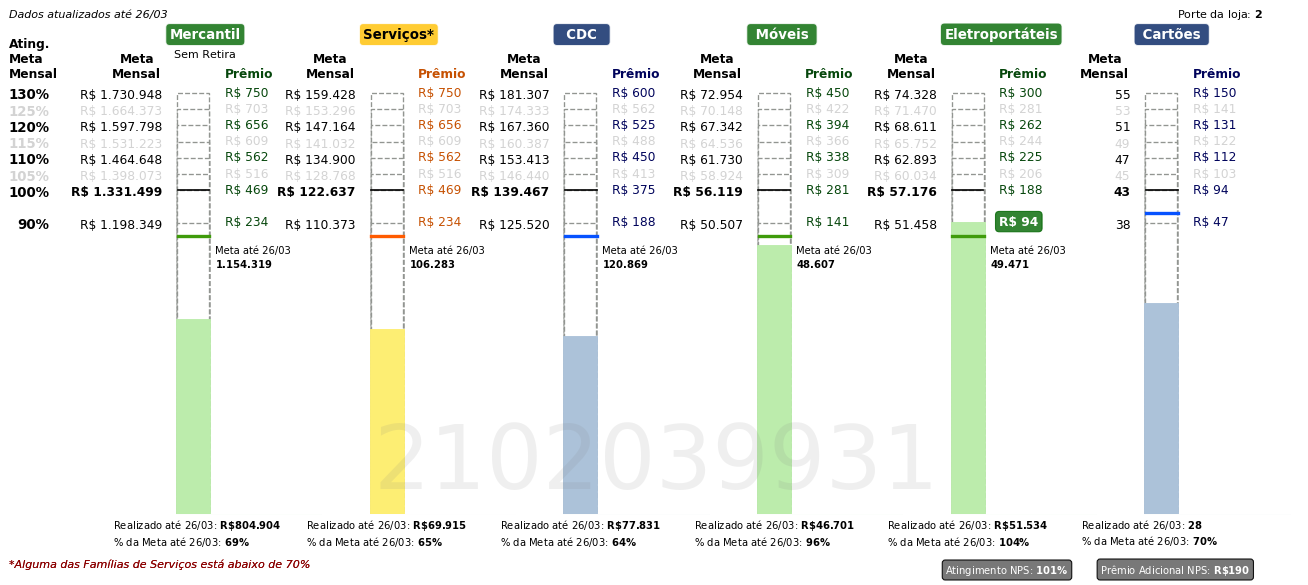 Dados atualizados até 26/03
Porte da loja: 2
Mercantil Serviços* CDC Móveis Eletroportáteis Cartões
Sem Retira
Ating. Meta Mensal
Meta Mensal Prêmio Meta Mensal Prêmio Meta Mensal Prêmio Meta Mensal Prêmio Meta Mensal Prêmio Meta Mensal Prêmio
130% R$ 1.730.948 R$ 750 R$ 159.428 R$ 750 R$ 181.307 R$ 600 R$ 72.954 R$ 450 R$ 74.328 R$ 300 55 R$ 150
125% R$ 1.664.373 R$ 703 R$ 153.296 R$ 703 R$ 174.333 R$ 562 R$ 70.148 R$ 422 R$ 71.470 R$ 281 53 R$ 141
120% R$ 1.597.798 R$ 656 R$ 147.164 R$ 656 R$ 167.360 R$ 525 R$ 67.342 R$ 394 R$ 68.611 R$ 262 51 R$ 131
115% R$ 1.531.223 R$ 609 R$ 141.032 R$ 609 R$ 160.387 R$ 488 R$ 64.536 R$ 366 R$ 65.752 R$ 244 49 R$ 122
110% R$ 1.464.648 R$ 562 R$ 134.900 R$ 562 R$ 153.413 R$ 450 R$ 61.730 R$ 338 R$ 62.893 R$ 225 47 R$ 112
105% R$ 1.398.073 R$ 516 R$ 128.768 R$ 516 R$ 146.440 R$ 413 R$ 58.924 R$ 309 R$ 60.034 R$ 206 45 R$ 103
100% R$ 1.331.499 R$ 469 R$ 122.637 R$ 469 R$ 139.467 R$ 375 R$ 56.119 R$ 281 R$ 57.176 R$ 188 43 R$ 94
90% R$ 1.198.349 R$ 234 R$ 110.373 R$ 234 R$ 125.520 R$ 188 R$ 50.507 R$ 141 R$ 51.458 R$ 94 38 R$ 47
Meta até 26/03 Meta até 26/03 Meta até 26/03 Meta até 26/03 Meta até 26/03
1.154.319 106.283 120.869 48.607 49.471
2102039931
Realizado até 26/03: R$804.904 Realizado até 26/03: R$69.915 Realizado até 26/03: R$77.831 Realizado até 26/03: R$46.701 Realizado até 26/03: R$51.534 Realizado até 26/03: 28
% da Meta até 26/03: 69% % da Meta até 26/03: 65% % da Meta até 26/03: 64% % da Meta até 26/03: 96% % da Meta até 26/03: 104% % da Meta até 26/03: 70%
*Alguma das Famílias de Serviços está abaixo de 70%
Atingimento NPS: 101% Prêmio Adicional NPS: R$190